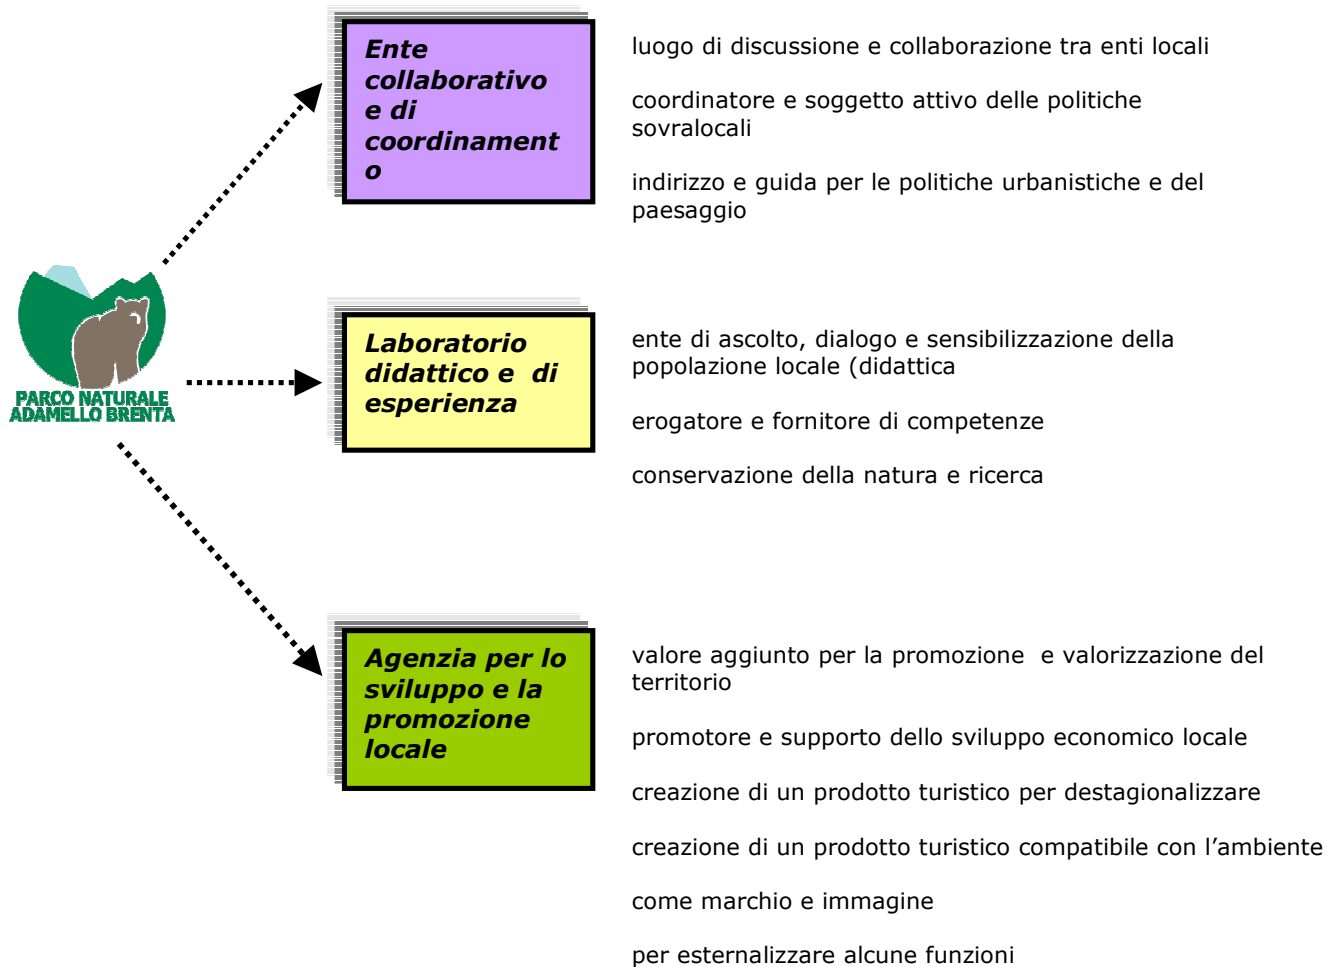 Ente
collaborativo
e di
coordinament
o
luogo di discussione e collaborazione tra enti locali
coordinatore e soggetto attivo delle politiche
sovralocali
indirizzo e guida per le politiche urbanistiche e del
paesaggio
PARCO NATURALE
ADAMELLO BRENTA
Laboratorio
didattico e  di
esperienza
ente di ascolto, dialogo e sensibilizzazione della
popolazione locale (didattica
erogatore e fornitore di competenze
conservazione della natura e ricerca
Agenzia per lo
sviluppo e la
promozione
locale
valore aggiunto per la promozione  e valorizzazione del
territorio
promotore e supporto dello sviluppo economico locale
creazione di un prodotto turistico per destagionalizzare
creazione di un prodotto turistico compatibile con l’ambiente
come marchio e immagine
per esternalizzare alcune funzioni